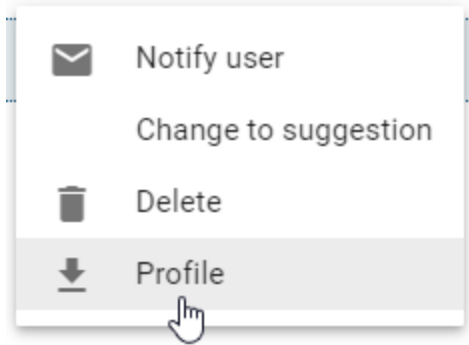 Notify user
Change to suggestion
Delete
Profile